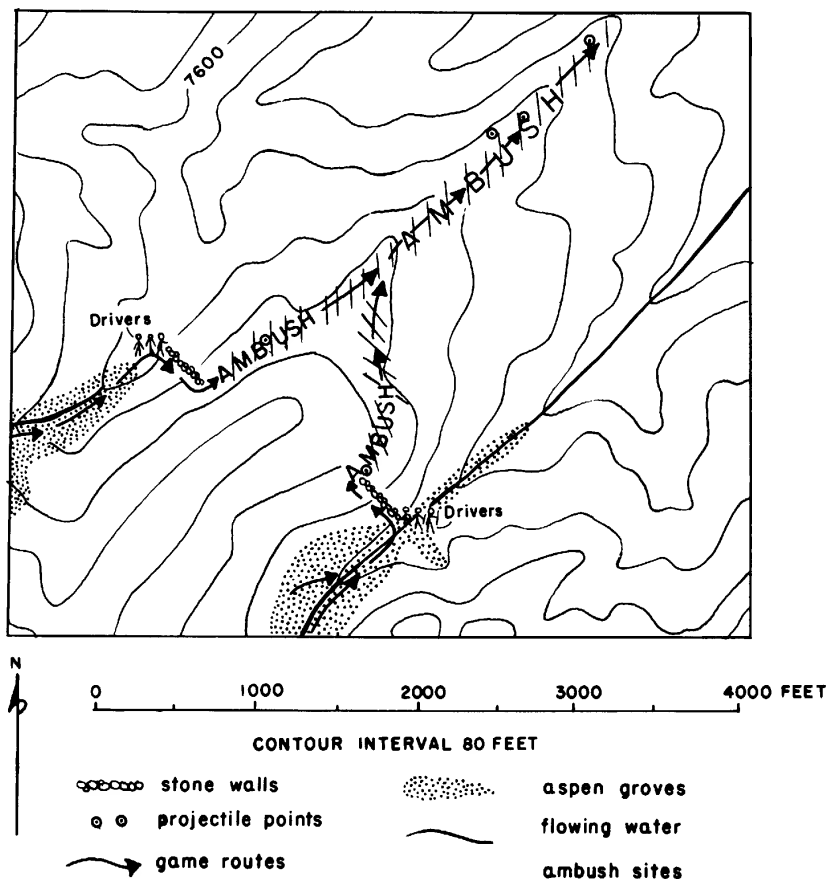 7600
AMBUSH
Drivers
AMBUSH
AMBUSH
Drivers
N
0 1000 2000 3000 4000 FEET
CONTOUR INTERVAL 80 FEET
stone walls
aspen groves
projectile points
flowing water
game routes
ambush sites